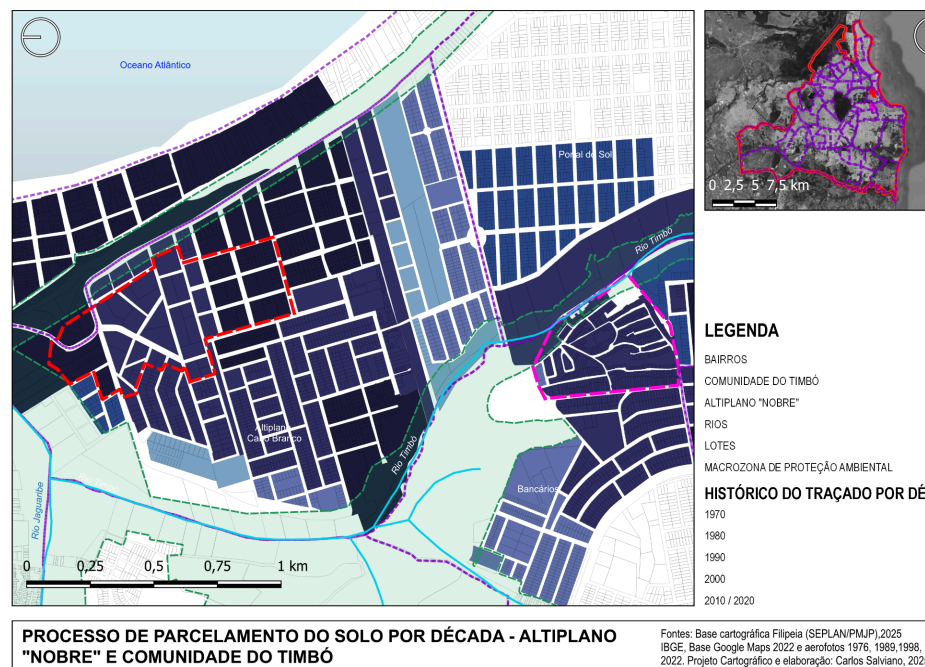 Oceano Atlântico
Portal do Sol
Rio Timbó
Altiplano
Cabo Branco
Rio Timbó
Bancários
Rio Jaguaribe
0 0,25 0,5 0,75 1 km
0 2,5 5 7,5 km
LEGENDA
BAIRROS
COMUNIDADE DO TIMBÓ
ALTIPLANO "NOBRE"
RIOS
LOTES
MACROZONA DE PROTEÇÃO AMBIENTAL
HISTÓRICO DO TRAÇADO POR DÉ
1970
1980
1990
2000
2010 / 2020
PROCESSO DE PARCELAMENTO DO SOLO POR DÉCADA - ALTIPLANO
"NOBRE" E COMUNIDADE DO TIMBÓ
Fontes: Base cartográfica Filipeia (SEPLAN/PMJP),2025
IBGE, Base Google Maps 2022 e aerofotos 1976, 1989,1998,
2022. Projeto Cartográfico e elaboração: Carlos Salviano, 202